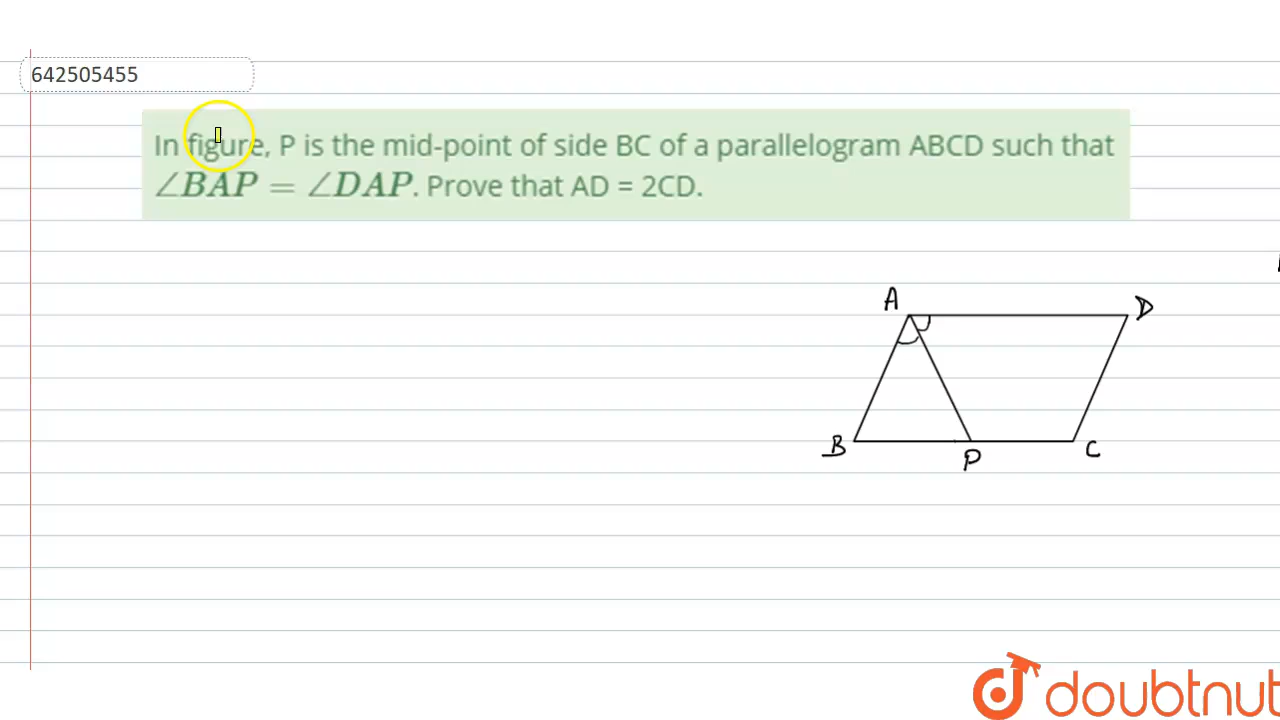 642505455
In figure, P is the mid-point of side BC of a parallelogram ABCD such that
∠BAP = ∠DAP. Prove that AD = 2CD.
A
D
B
P
C
doubtnut